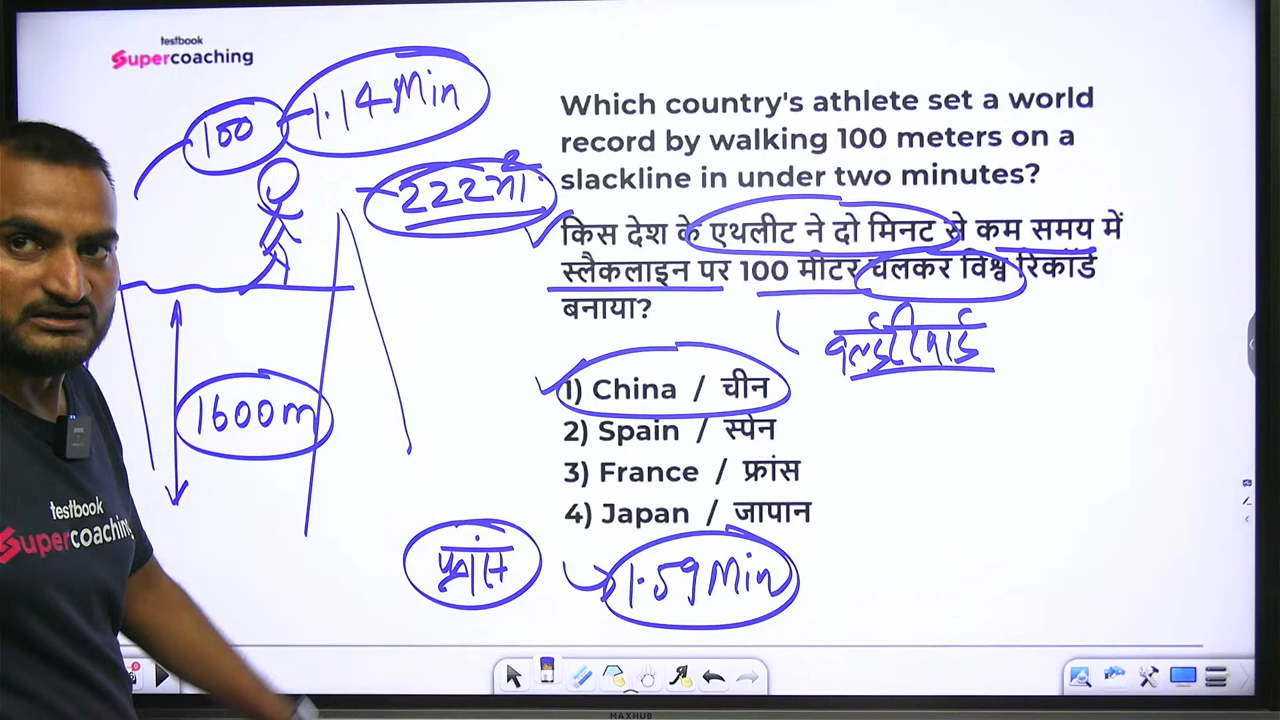 testbook
Supercoaching
100
1.14 Min
222वाँ
Which country's athlete set a world
record by walking 100 meters on a
slackline in under two minutes?
किस देश के एथलीट ने दो मिनट से कम समय में
स्लैकलाइन पर 100 मीटर चलकर विश्व रिकॉर्ड
बनाया?
1) China / चीन
2) Spain / स्पेन
3) France / फ्रांस
4) Japan / जापान
1600m
फ्रांस
1.59 Min
testbook
Supercoaching
MAXHUB